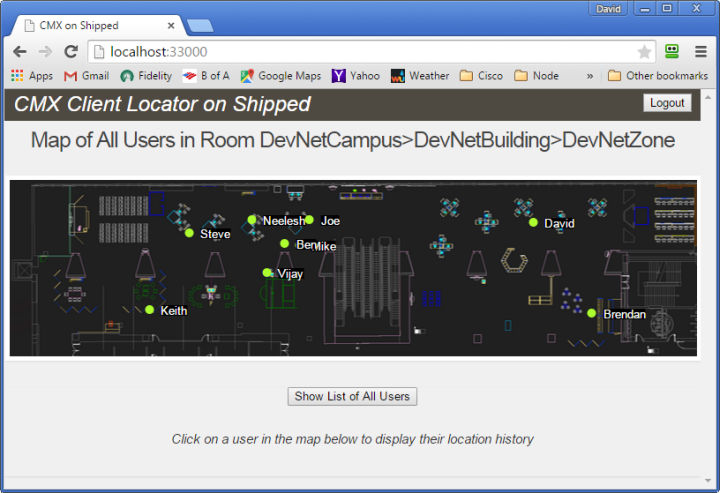 David
CMX on Shipped
localhost:33000
Apps Gmail Fidelity B of A Google Maps Yahoo Weather Cisco Node » Other bookmarks
CMX Client Locator on Shipped
Logout
Map of All Users in Room DevNetCampus>DevNetBuilding>DevNetZone
Neelesh
Joe
David
Steve
Mike
Vijay
Keith
Brendan
Show List of All Users
Click on a user in the map below to display their location history